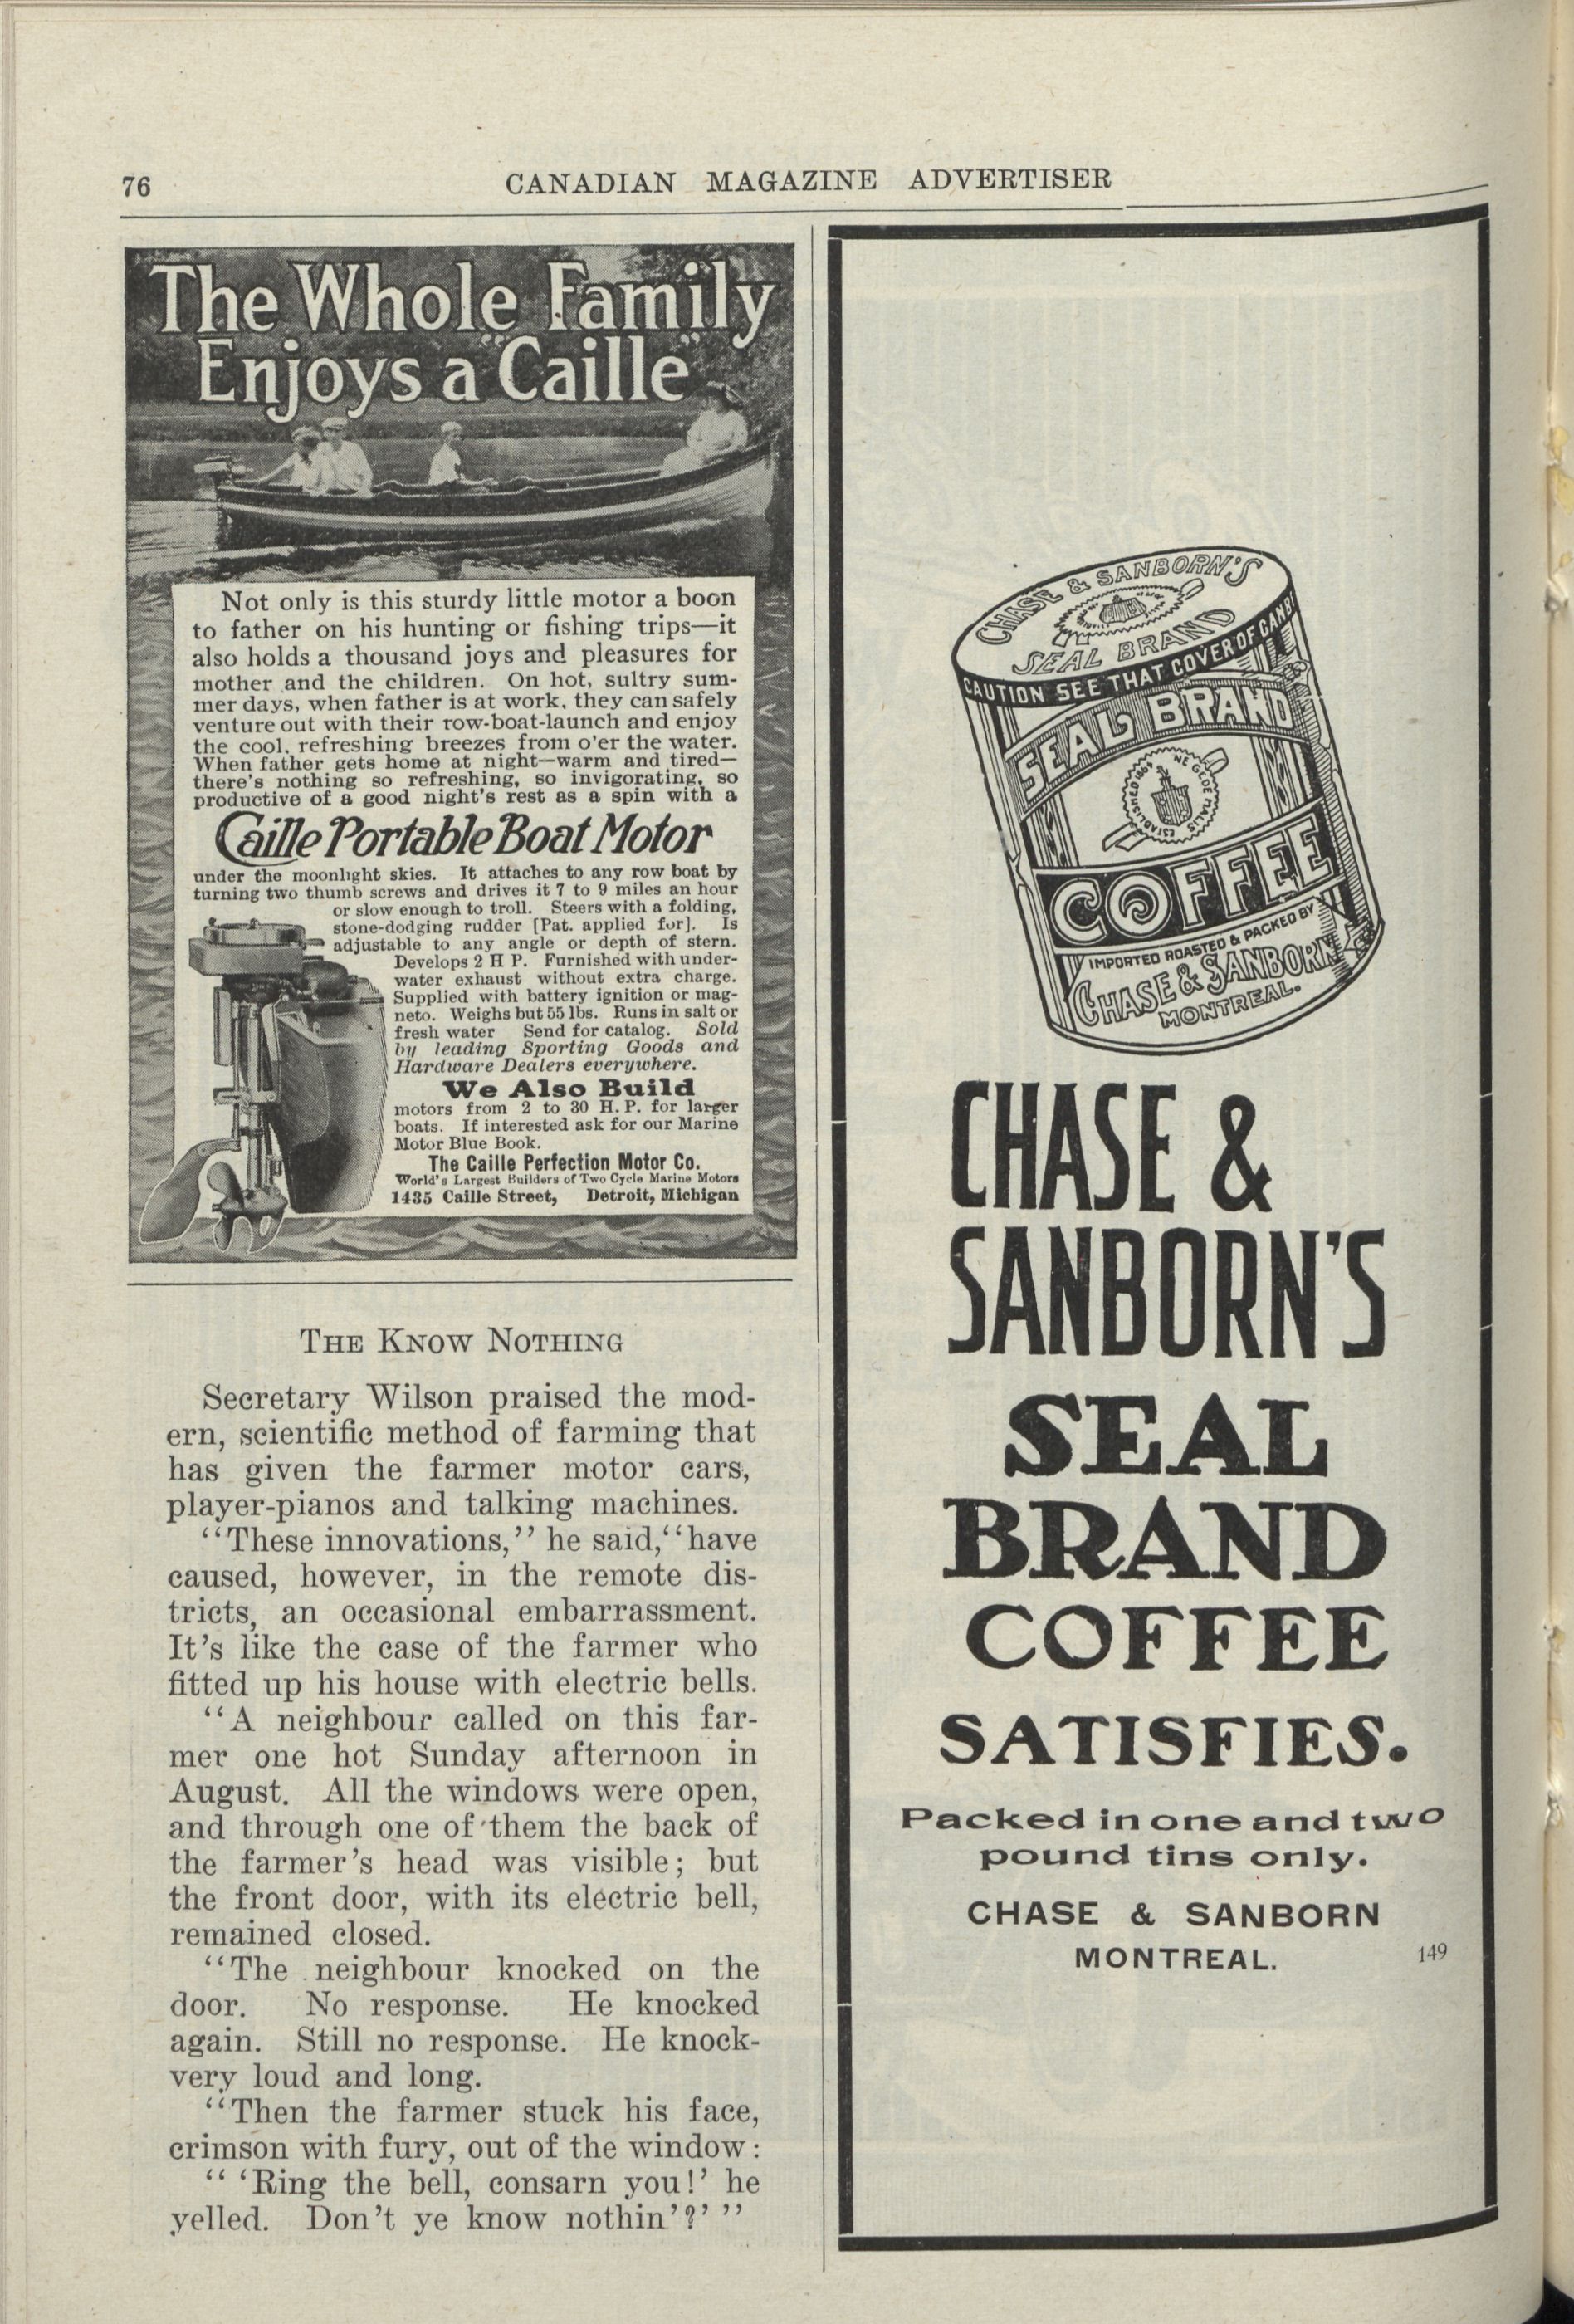 76
CANADIAN MAGAZINE ADVERTISER
The Whole Family
Enjoys a "Caille"
Not only is this sturdy little motor a boon
to father on his hunting or fishing trips—it
also holds a thousand joys and pleasures for
mother and the children. On hot, sultry sum-
mer days, when father is at work, they can safely
venture out with their row-boat-launch and enjoy
the cool, refreshing breezes from o'er the water.
When father gets home at night—warm and tired—
there's nothing so refreshing, so invigorating, so
productive of a good night's rest as a spin with a
Caille Portable Boat Motor
under the moonlight skies. It attaches to any row boat by
turning two thumb screws and drives it 7 to 9 miles an hour
or slow enough to troll. Steers with a folding,
stone-dodging rudder [Pat. applied for]. Is
adjustable to any angle or depth of stern.
Develops 2 H P. Furnished with under-
water exhaust without extra charge.
Supplied with battery ignition or mag-
neto. Weighs but 55 lbs. Runs in salt or
fresh water Send for catalog. Sold
by leading Sporting Goods and
Hardware Dealers everywhere.
We Also Build
motors from 2 to 30 H. P. for larger
boats. If interested ask for our Marine
Motor Blue Book.
The Caille Perfection Motor Co.
World's Largest Builders of Two Cycle Marine Motors
1435 Caille Street, Detroit, Michigan
THE KNOW NOTHING
Secretary Wilson praised the mod-
ern, scientific method of farming that
has given the farmer motor cars,
player-pianos and talking machines.
"These innovations," he said, "have
caused, however, in the remote dis-
tricts, an occasional embarrassment.
It's like the case of the farmer who
fitted up his house with electric bells.
"A neighbour called on this far-
mer one hot Sunday afternoon in
August. All the windows were open,
and through one of them the back of
the farmer's head was visible; but
the front door, with its electric bell,
remained closed.
"The neighbour knocked on the
door. No response. He knocked
again. Still no response. He knock-
very loud and long.
"Then the farmer stuck his face,
crimson with fury, out of the window:
" 'Ring the bell, consarn you!' he
yelled. Don't ye know nothin'?' "
CHASE & SANBORN'S
SEAL BRAND
CAUTION SEE THAT COVER OF CAN
SEAL BRAND
ESTABLISHED 1864
NE CEDE MALIS
COFFEE
IMPORTED ROASTED & PACKED BY
CHASE & SANBORN
MONTREAL.
CHASE &
SANBORN'S
SEAL
BRAND
COFFEE
SATISFIES.
Packed in one and two
pound tins only.
CHASE & SANBORN
MONTREAL.
149